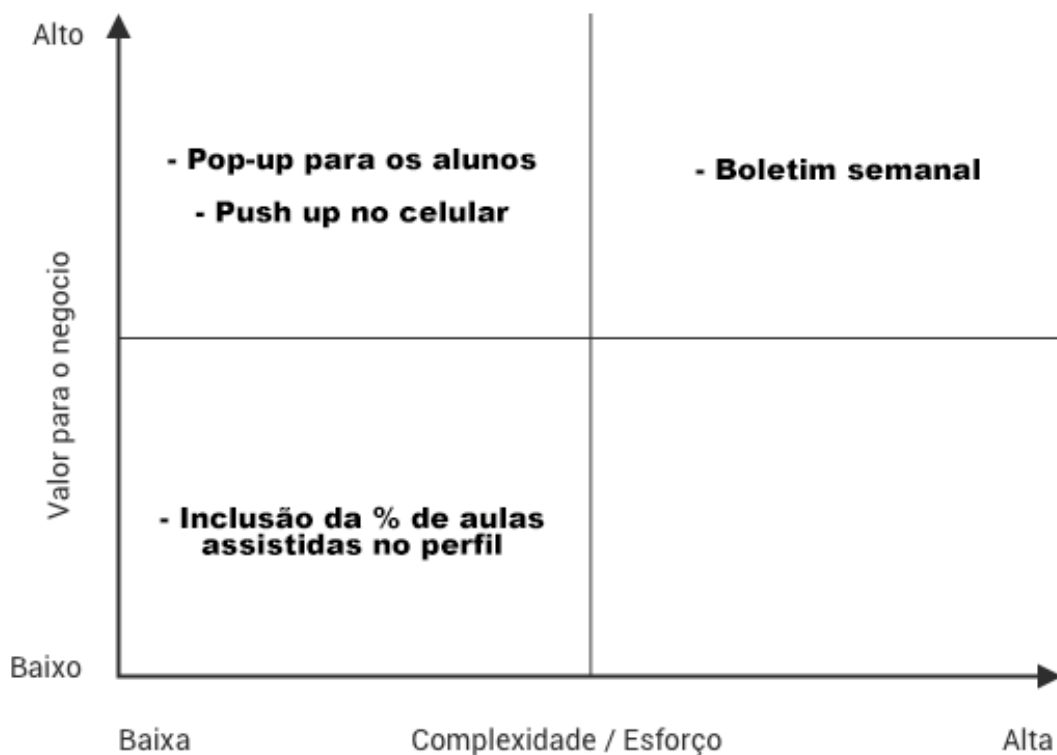 Alto
- Pop-up para os alunos
- Push up no celular
- Boletim semanal
Valor para o negocio
- Inclusão da % de aulas
assistidas no perfil
Baixo
Baixa
Complexidade / Esforço
Alta